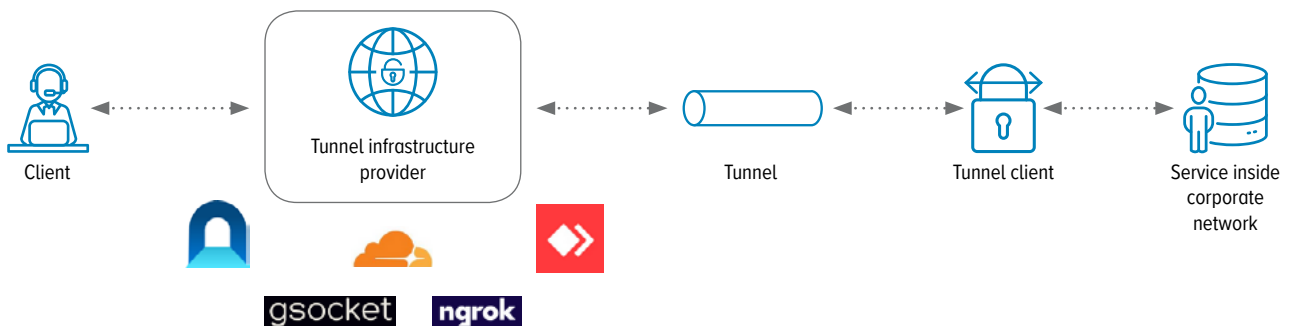 Client
Tunnel infrastructure
provider
Tunnel
Tunnel client
Service inside
corporate
network
gsocket
ngrok